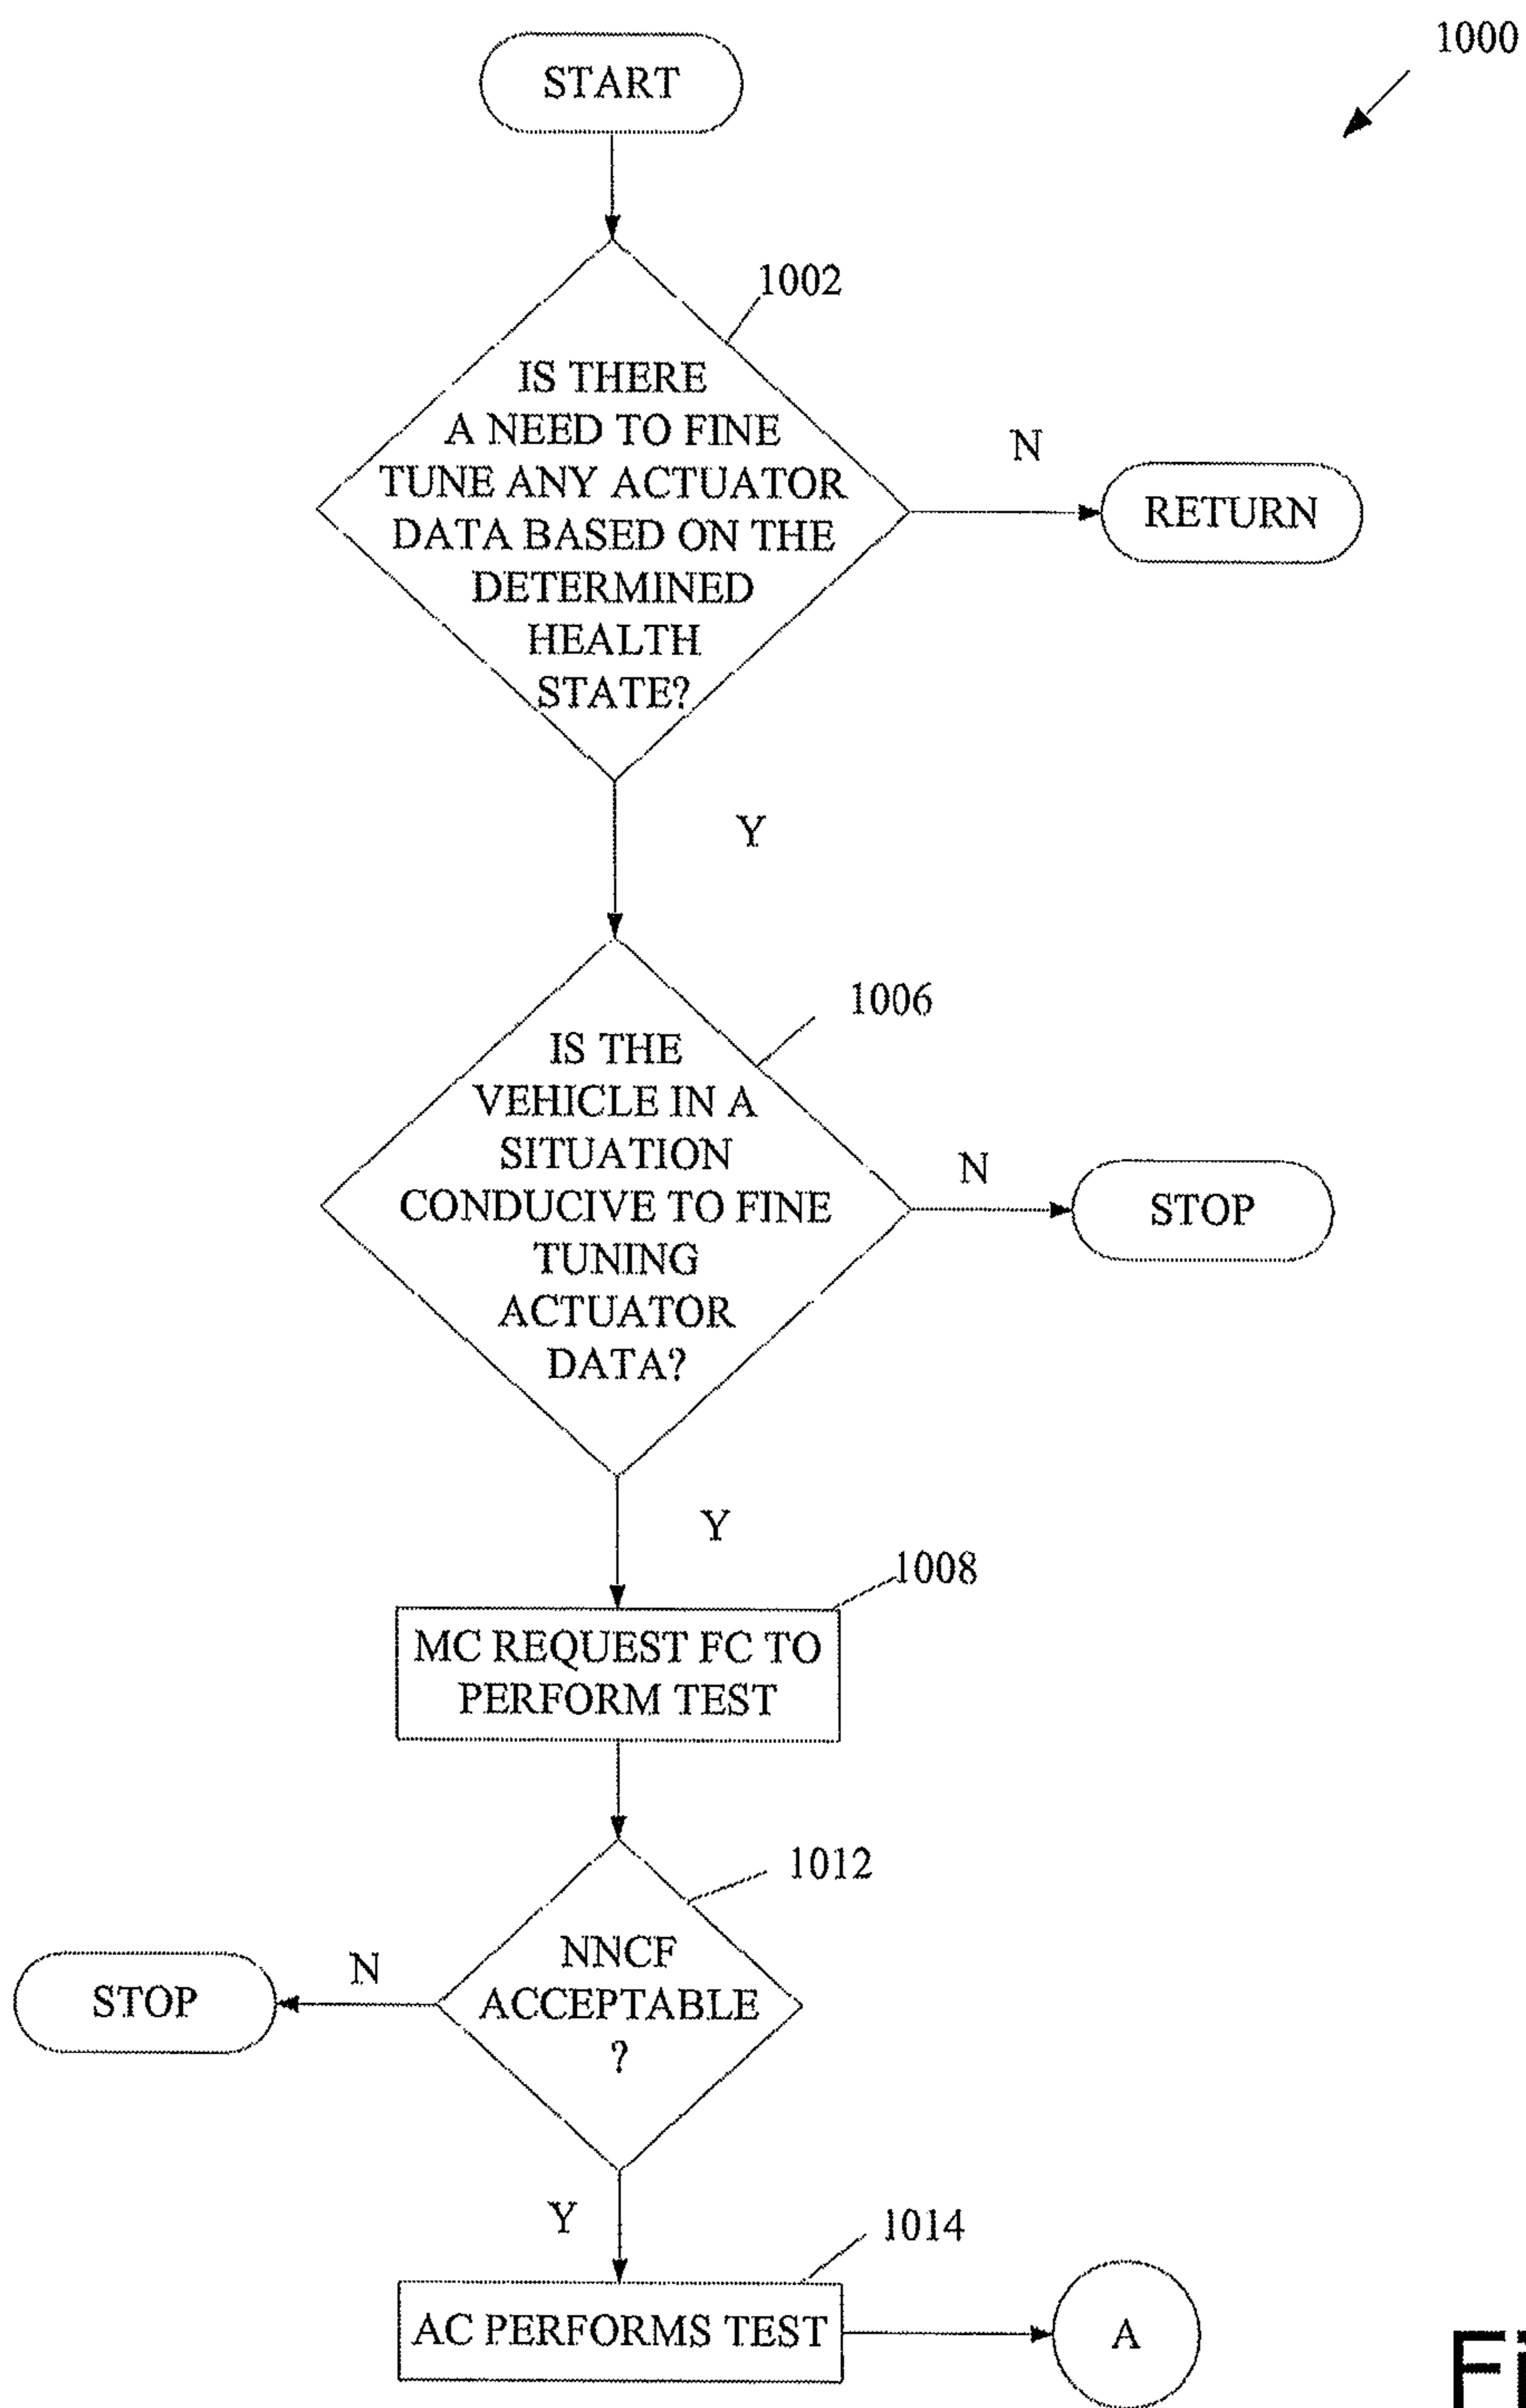 1000
START
1002
IS THERE
A NEED TO FINE
TUNE ANY ACTUATOR
DATA BASED ON THE
DETERMINED
HEALTH
STATE?
N
RETURN
Y
1006
IS THE
VEHICLE IN A
SITUATION
CONDUCIVE TO FINE
TUNING
ACTUATOR
DATA?
N
STOP
Y
1008
MC REQUEST FC TO
PERFORM TEST
1012
NNCF
ACCEPTABLE
?
N
STOP
Y
1014
AC PERFORMS TEST
A